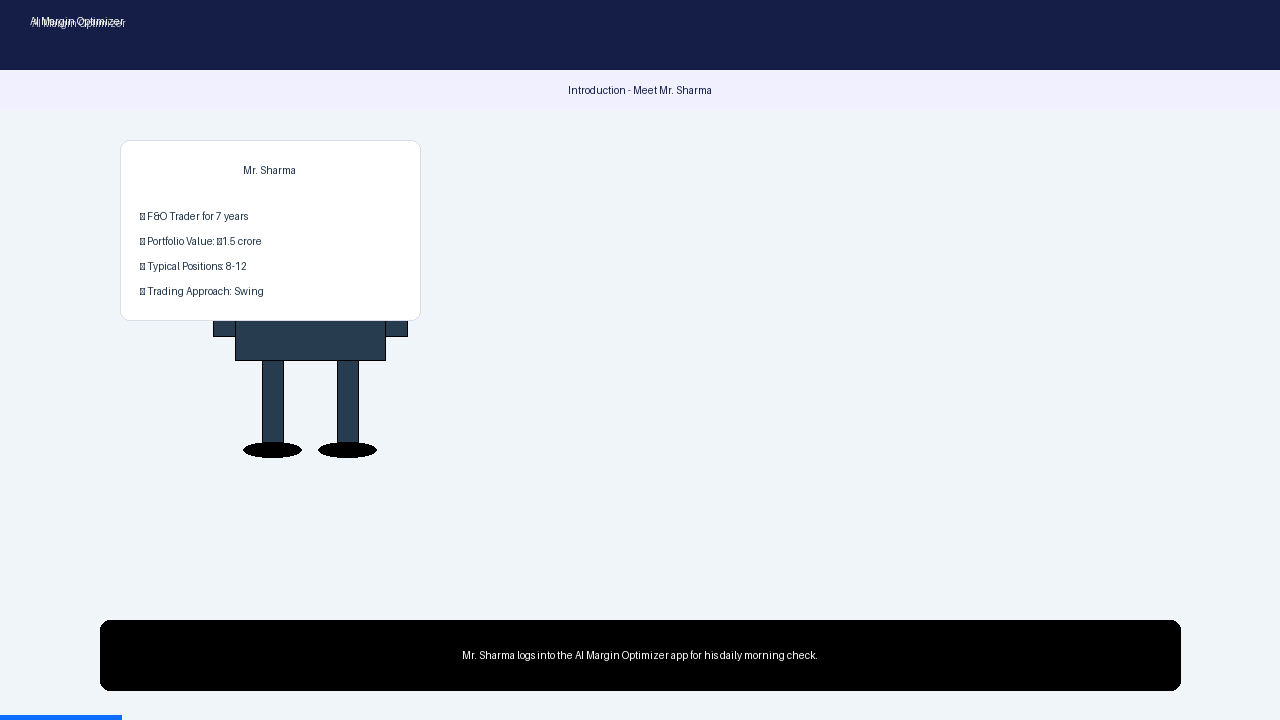 AI Margin Optimizer
Introduction - Meet Mr. Sharma
Mr. Sharma
F&O Trader for 7 years
Portfolio Value: 1.5 crore
Typical Positions: 8-12
Trading Approach: Swing
Mr. Sharma logs into the AI Margin Optimizer app for his daily morning check.